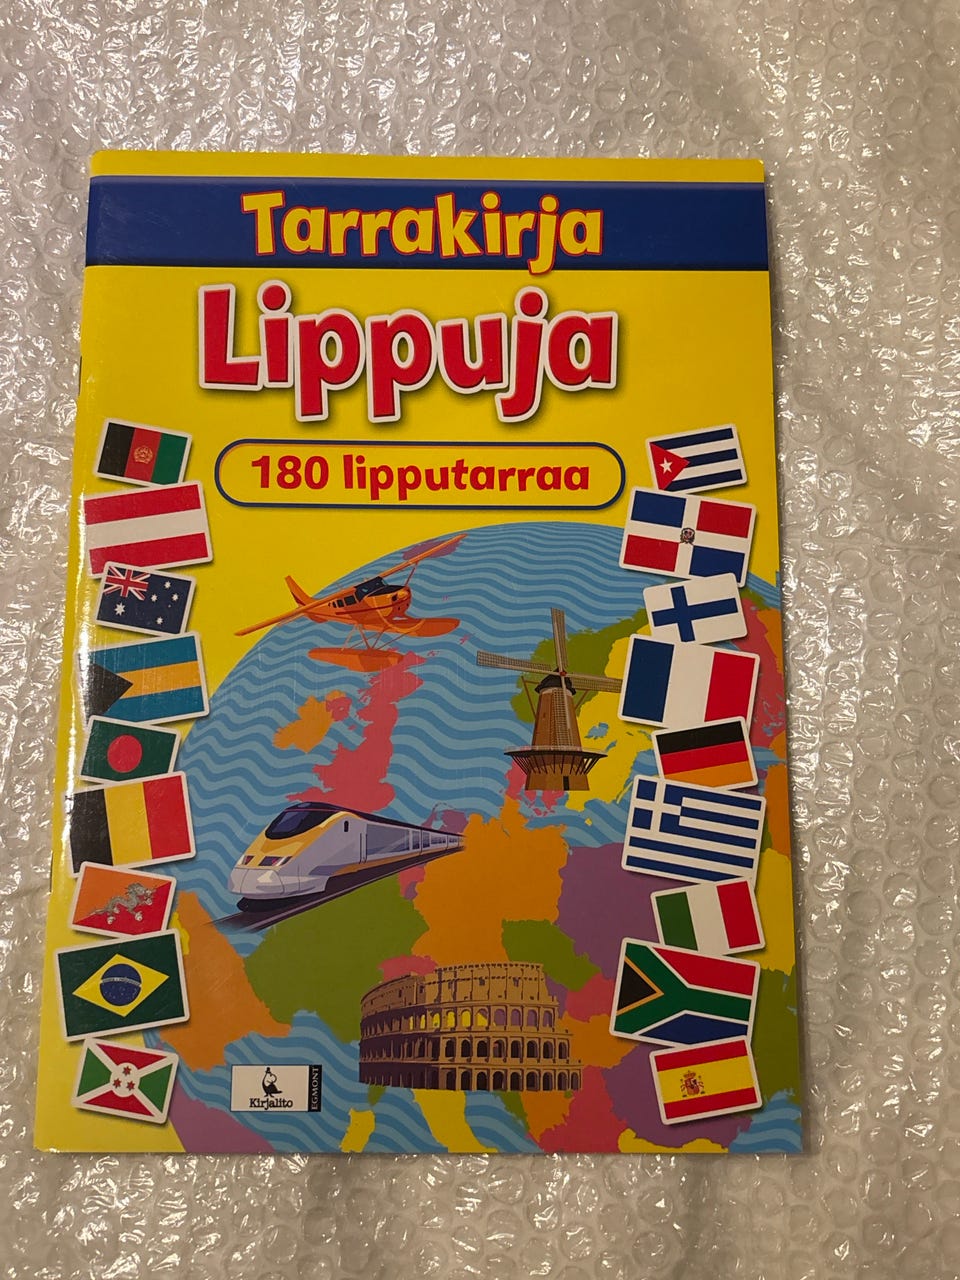 Tarrakirja
Lippuja
180 lipputarraa
Kirjalito
EGMONT